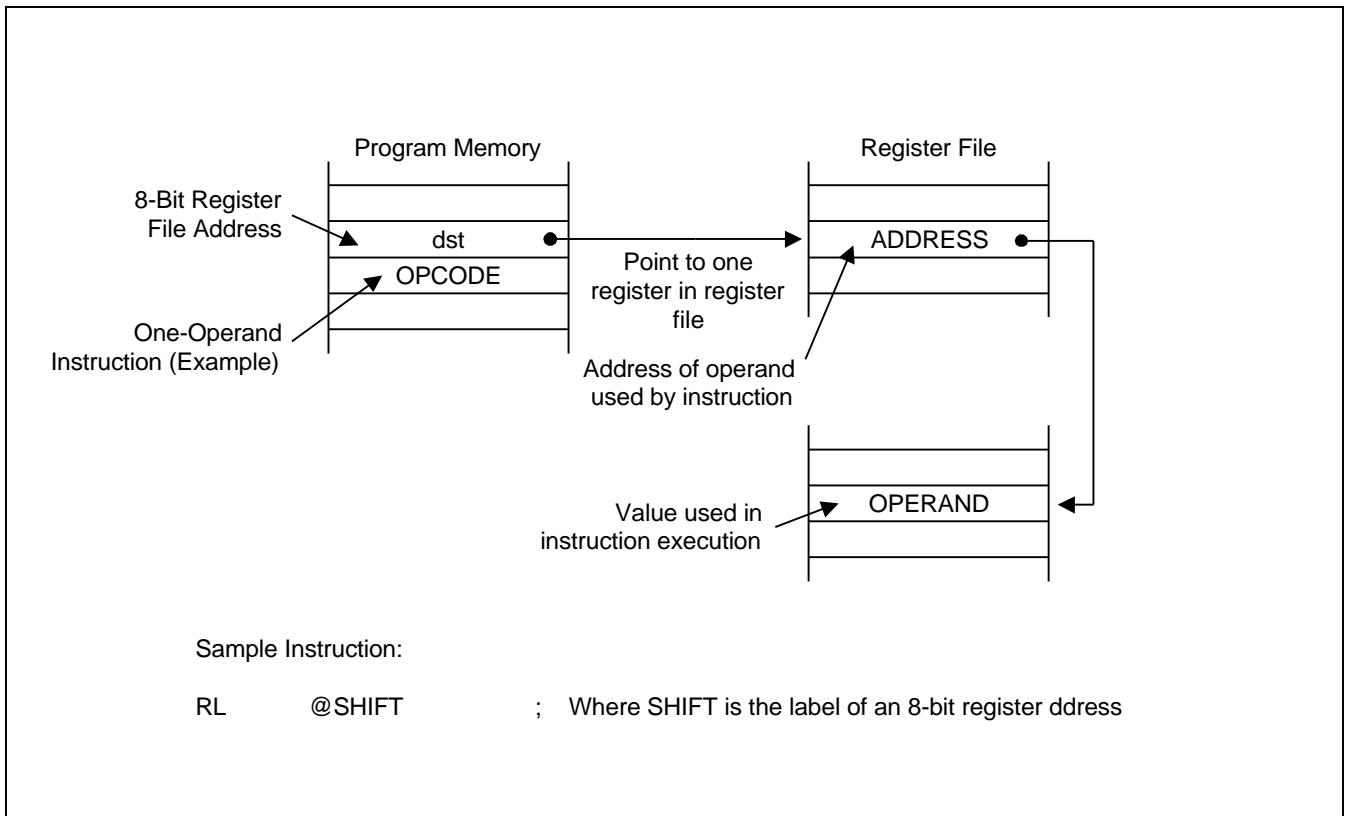 Program Memory
Register File
8-Bit Register
File Address
dst
ADDRESS
OPCODE
Point to one
register in register
file
One-Operand
Instruction (Example)
Address of operand
used by instruction
OPERAND
Value used in
instruction execution
Sample Instruction:
RL @SHIFT ; Where SHIFT is the label of an 8-bit register ddress